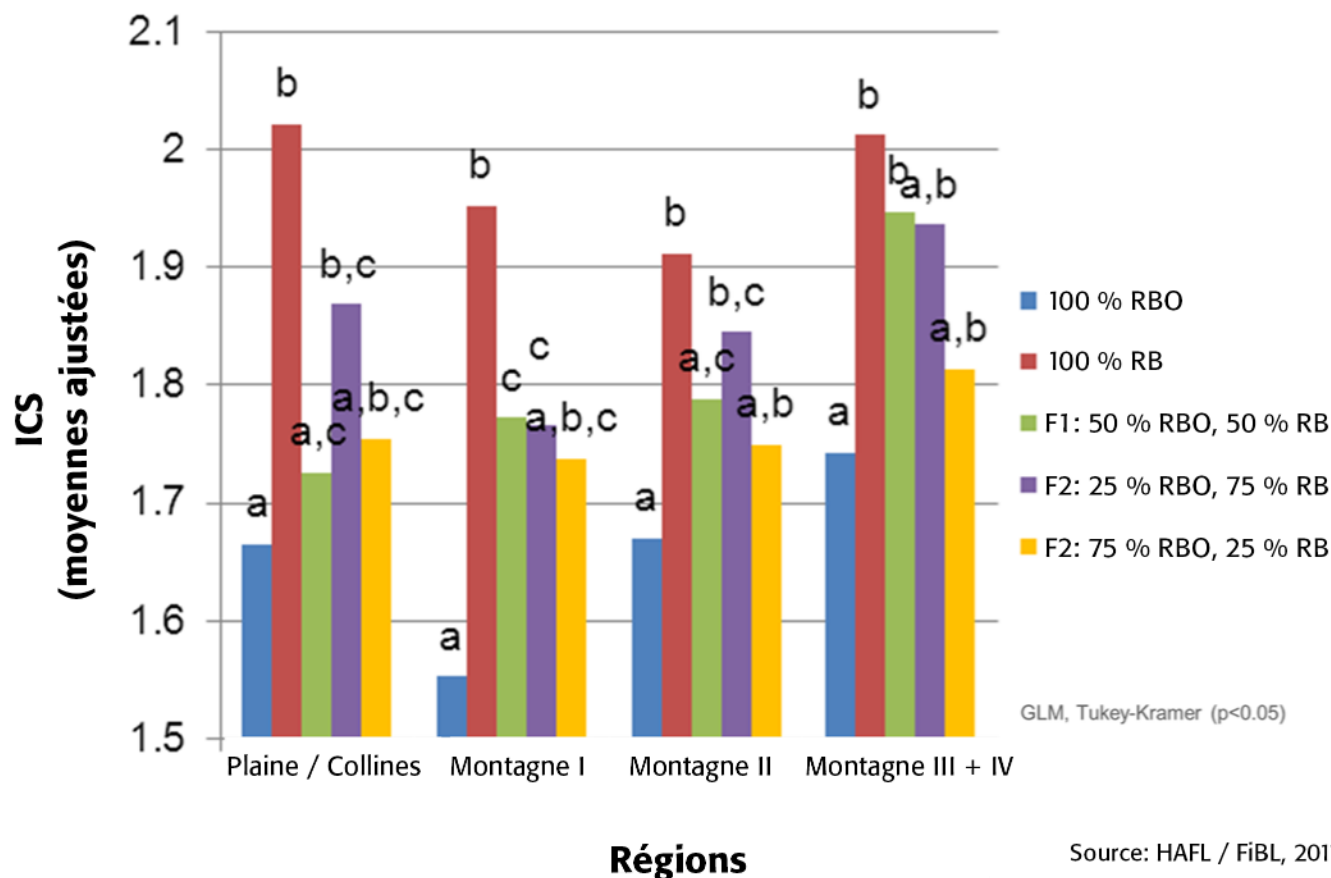 2.1
2
1.9
1.8
1.7
1.6
1.5
ICS
(moyennes ajustées)
b
b
b
b
b
a,b
b,c
b,c
c
a,c
a,b
c
a,b,c
a,b,c
a,b
a,c
a
a
a
a
Plaine / Collines
Montagne I
Montagne II
Montagne III + IV
Régions
100 % RBO
100 % RB
F1: 50 % RBO, 50 % RB
F2: 25 % RBO, 75 % RB
F2: 75 % RBO, 25 % RB
GLM, Tukey-Kramer (p<0.05)
Source: HAFL / FiBL,